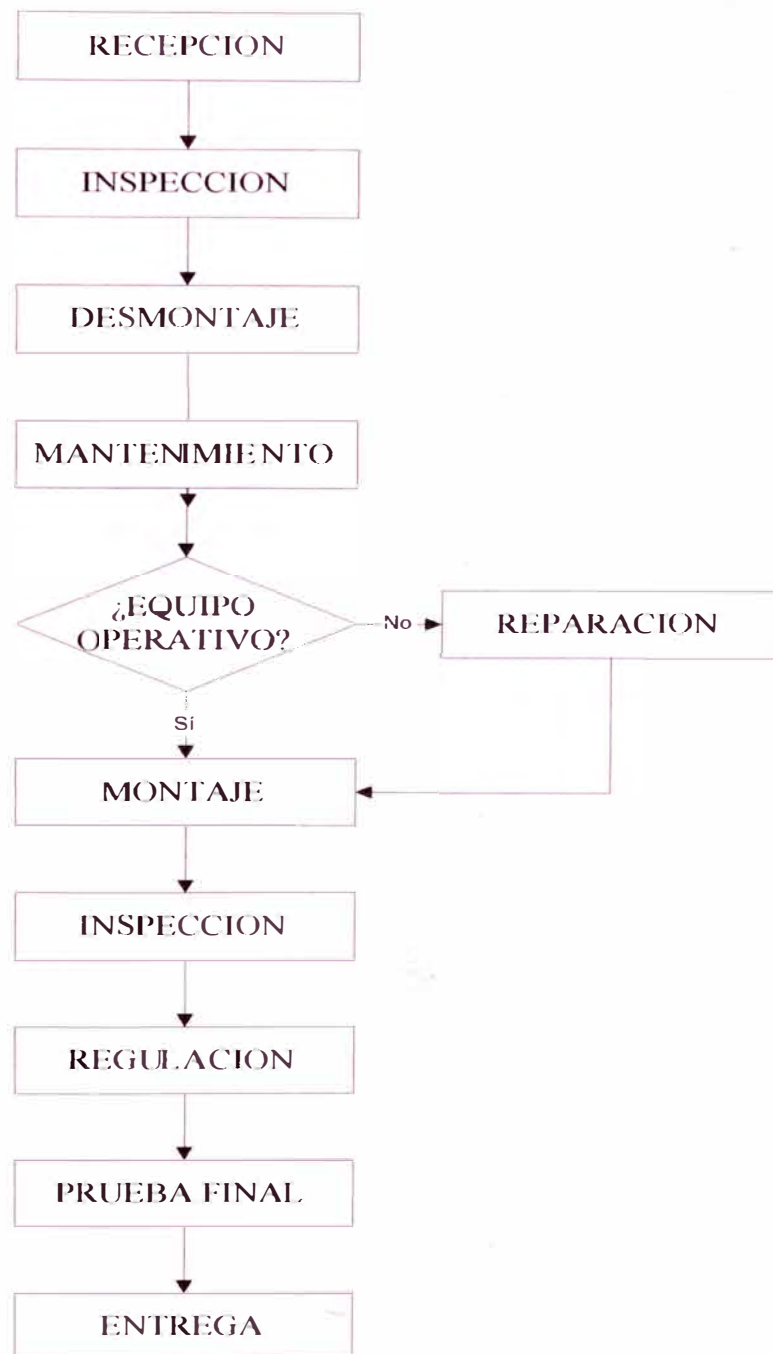 RECEPCION
INSPECCION
DESMONTAJE
MANTENIMIENTO
¿EQUIPO
OPERATIVO?
No
REPARACION
Sí
MONTAJE
INSPECCION
REGULACION
PRUEBA FINAL
ENTREGA